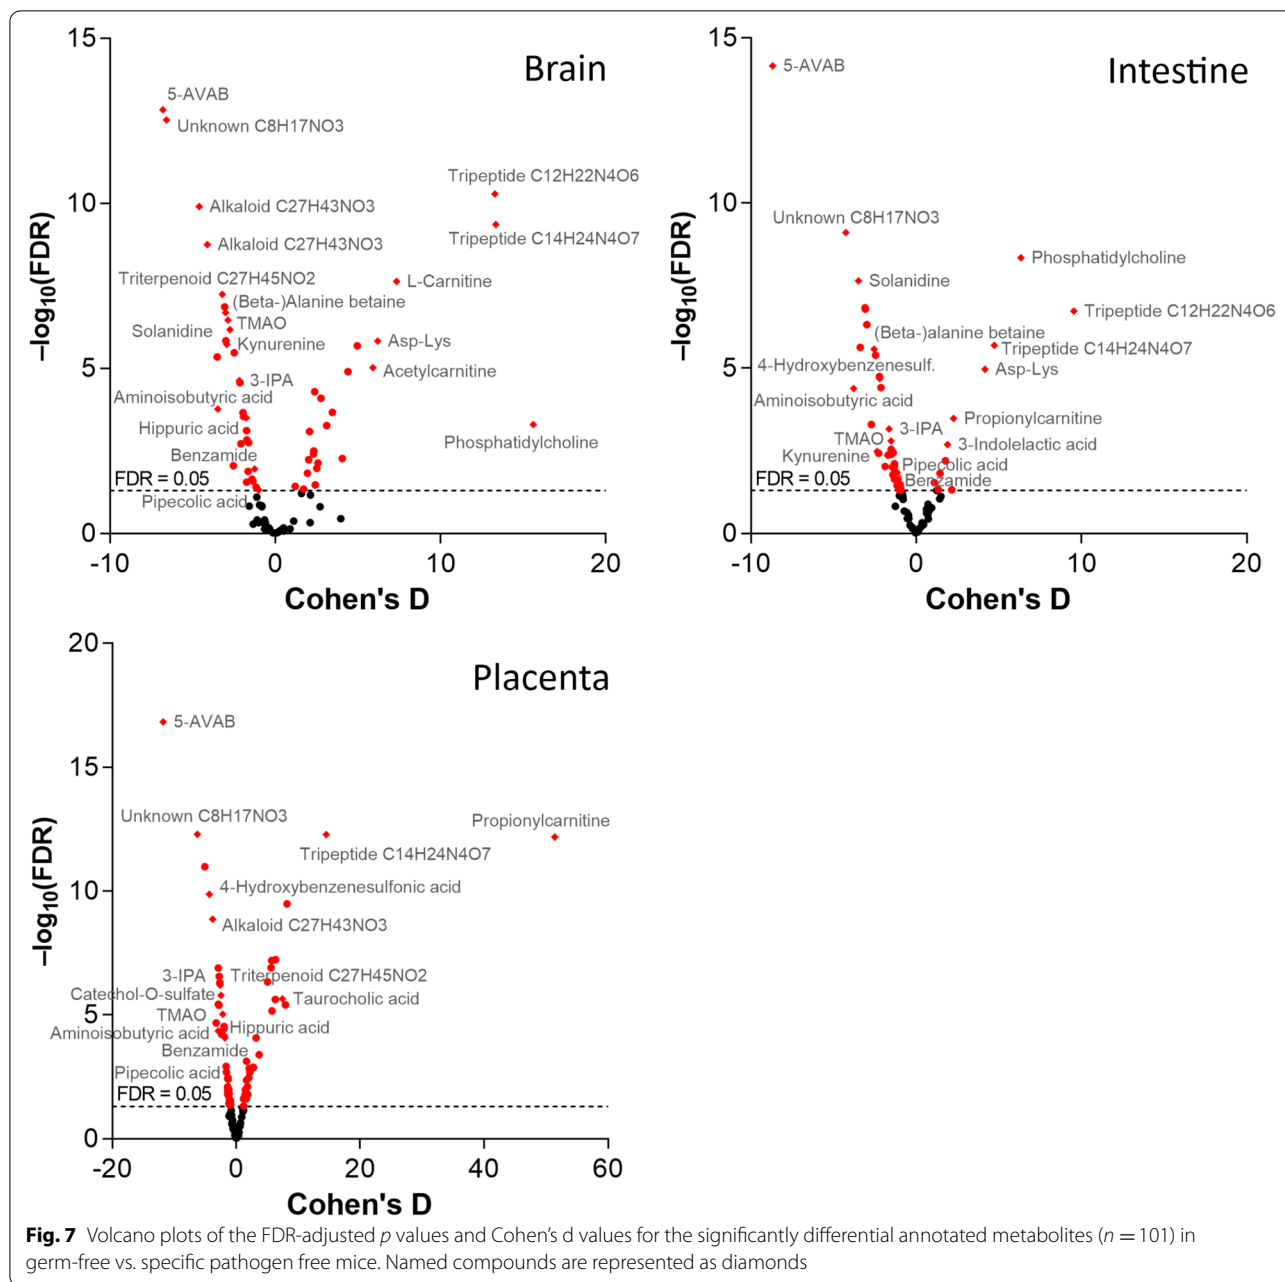 Brain
15
10
5
0
−log10(FDR)
5-AVAB
Unknown C8H17NO3
Tripeptide C12H22N4O6
Alkaloid C27H43NO3
Tripeptide C14H24N4O7
Alkaloid C27H43NO3
Triterpenoid C27H45NO2
L-Carnitine
(Beta-)Alanine betaine
TMAO
Solanidine
Kynurenine
Asp-Lys
Acetylcarnitine
3-IPA
Aminoisobutyric acid
Hippuric acid
Phosphatidylcholine
Benzamide
FDR = 0.05
Pipecolic acid
-10
0
10
20
Cohen's D
Intestine
15
10
5
0
−log10(FDR)
5-AVAB
Unknown C8H17NO3
Phosphatidylcholine
Solanidine
Tripeptide C12H22N4O6
(Beta-)alanine betaine
Tripeptide C14H24N4O7
4-Hydroxybenzenesulf.
Asp-Lys
Aminoisobutyric acid
Propionylcarnitine
3-IPA
TMAO
3-Indolelactic acid
Kynurenine
Pipecolic acid
FDR = 0.05
Benzamide
-10
0
10
20
Cohen's D
Placenta
20
15
10
5
0
−log10(FDR)
5-AVAB
Unknown C8H17NO3
Propionylcarnitine
Tripeptide C14H24N4O7
4-Hydroxybenzenesulfonic acid
Alkaloid C27H43NO3
3-IPA
Triterpenoid C27H45NO2
Catechol-O-sulfate
Taurocholic acid
TMAO
Hippuric acid
Aminoisobutyric acid
Benzamide
Pipecolic acid
FDR = 0.05
-20
0
20
40
60
Cohen's D
Fig. 7 Volcano plots of the FDR-adjusted p values and Cohen’s d values for the significantly differential annotated metabolites (n = 101) in
germ-free vs. specific pathogen free mice. Named compounds are represented as diamonds